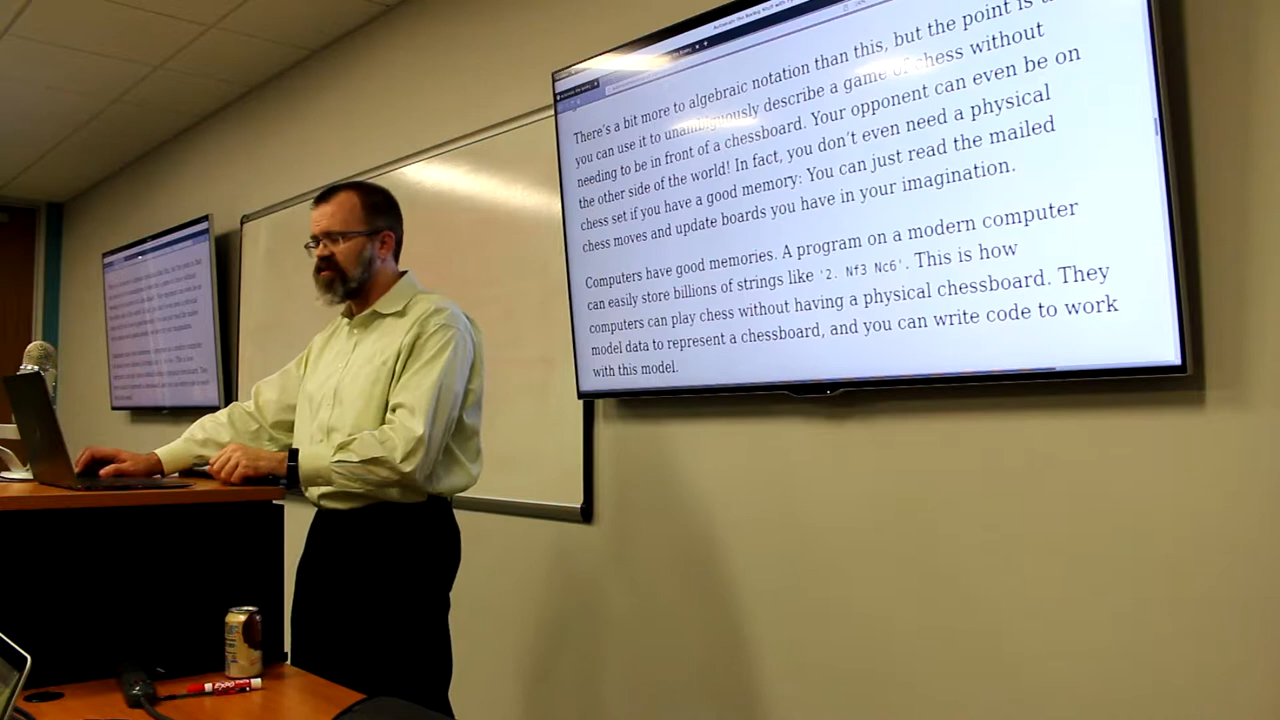 Automate the Boring Stuff with
There's a bit more to algebraic notation than this, but the point is
you can use it to unambiguously describe a game of chess without
needing to be in front of a chessboard. Your opponent can even be on
the other side of the world! In fact, you don't even need a physical
chess set if you have a good memory: You can just read the mailed
chess moves and update boards you have in your imagination.
Computers have good memories. A program on a modern computer
can easily store billions of strings like '2. Nf3 Nc6'. This is how
computers can play chess without having a physical chessboard. They
model data to represent a chessboard, and you can write code to work
with this model.